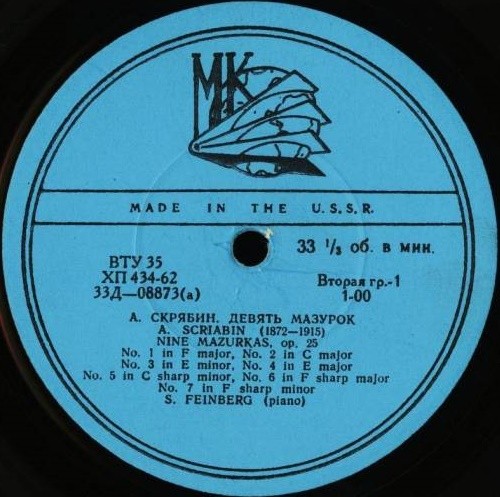 МК
MADE IN THE U.S.S.R.
33 1/3 об. в мин.
ВТУ 35
ХП 434-62
33Д—08873(а)
Вторая гр.-1
1-00
А. СКРЯБИН. ДЕВЯТЬ МАЗУРОК
A. SCRIABIN (1872—1915)
NINE MAZURKAS, op. 25
No. 1 in F major, No. 2 in C major
No. 3 in E minor, No. 4 in E major
No. 5 in C sharp minor, No. 6 in F sharp major
No. 7 in F sharp minor
S. FEINBERG (piano)